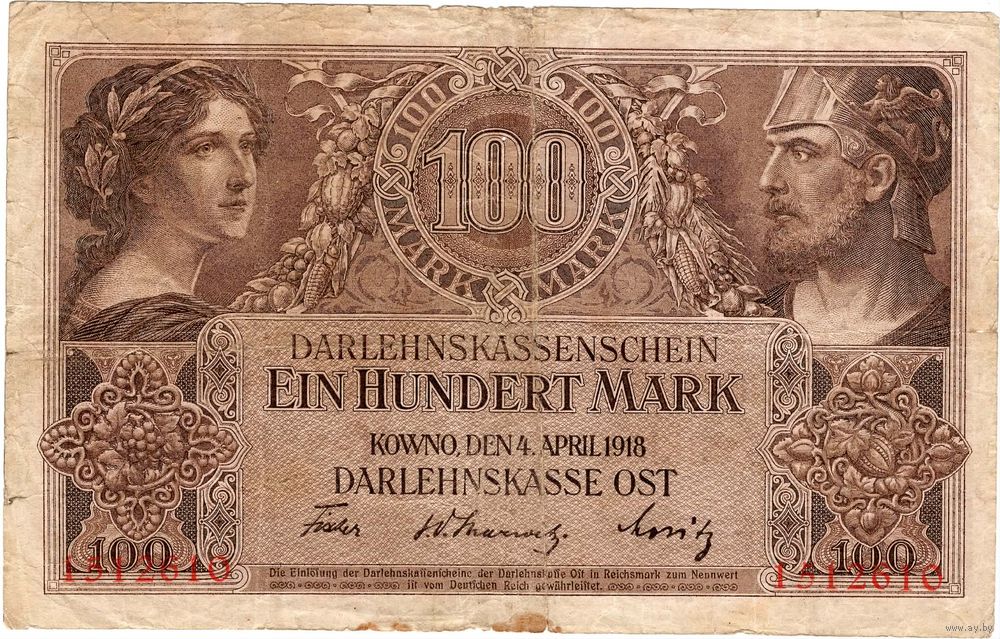 100 100
100
MARK MARK
DARLEHNSKASSENSCHEIN
EIN HUNDERT MARK
KOWNO, DEN 4. APRIL 1918
DARLEHNSKASSE OST
100 100
1512610 1512610
Die Einlöſung der Darlehnskaſſenſcheine der Darlehnskaſſe Oſt in Reichsmark zum Nennwert
iſt vom Deutſchen Reich gewährleiſtet.
www.ay.by